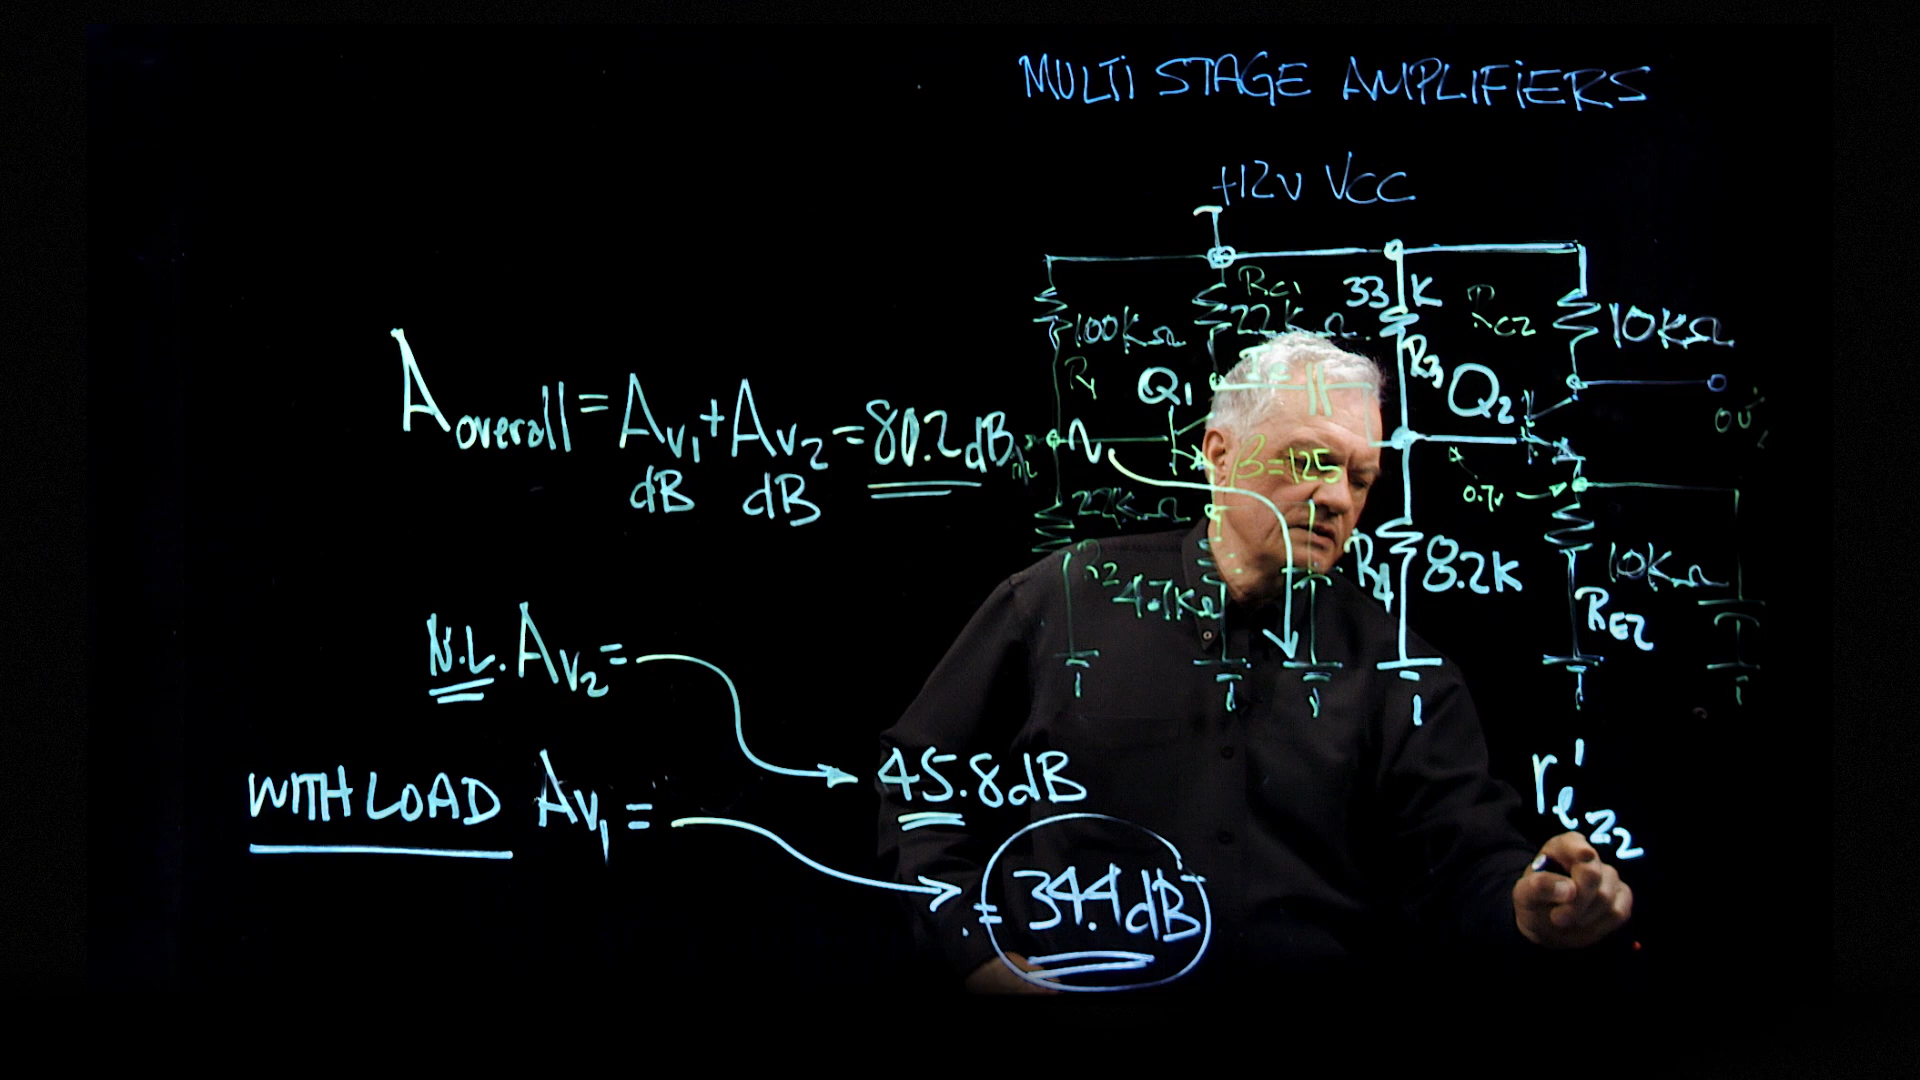 MULTI STAGE AMPLIFIERS
+12V VCC
RC1
33K
RC2
10KΩ
100KΩ
22KΩ
R1
Q1
R3
Q2
Aoverall = Av1 + Av2 = 80.2dB
dB dB
β=125
0.7v
22KΩ
R2
4.7KΩ
R4
8.2K
10KΩ
RE2
N.L. Av2 =
45.8dB
WITH LOAD Av1 =
= 34.4dB
re'22